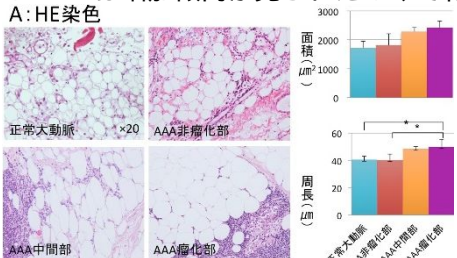 A:HE染色
正常大動脈
×20
AAA非瘤化部
AAA中間部
AAA瘤化部
面積(μm²)
3000
2000
1000
0
周長(μm)
60
40
20
0
*
*
正常大動脈
AAA非瘤化部
AAA中間部
AAA瘤化部